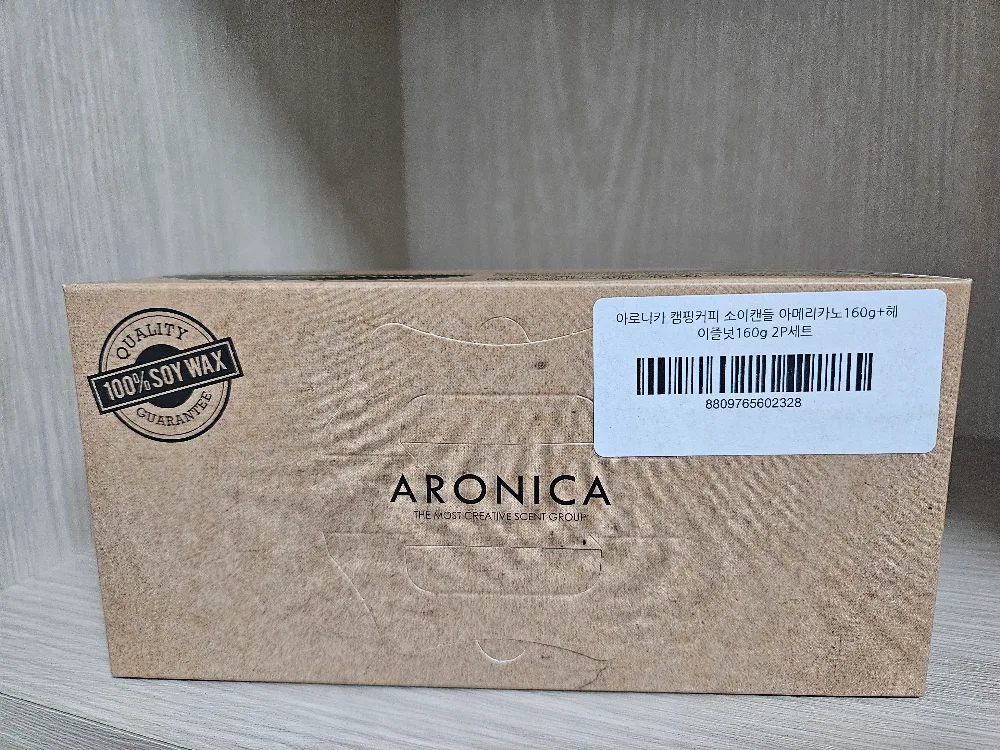 QUALITY
100% SOY WAX
GUARANTEE
아로니카 캠핑커피 소이캔들 아메리카노160g+헤
이즐넛160g 2P세트
8809765602328
ARONICA
THE MOST CREATIVE SCENT GROUP